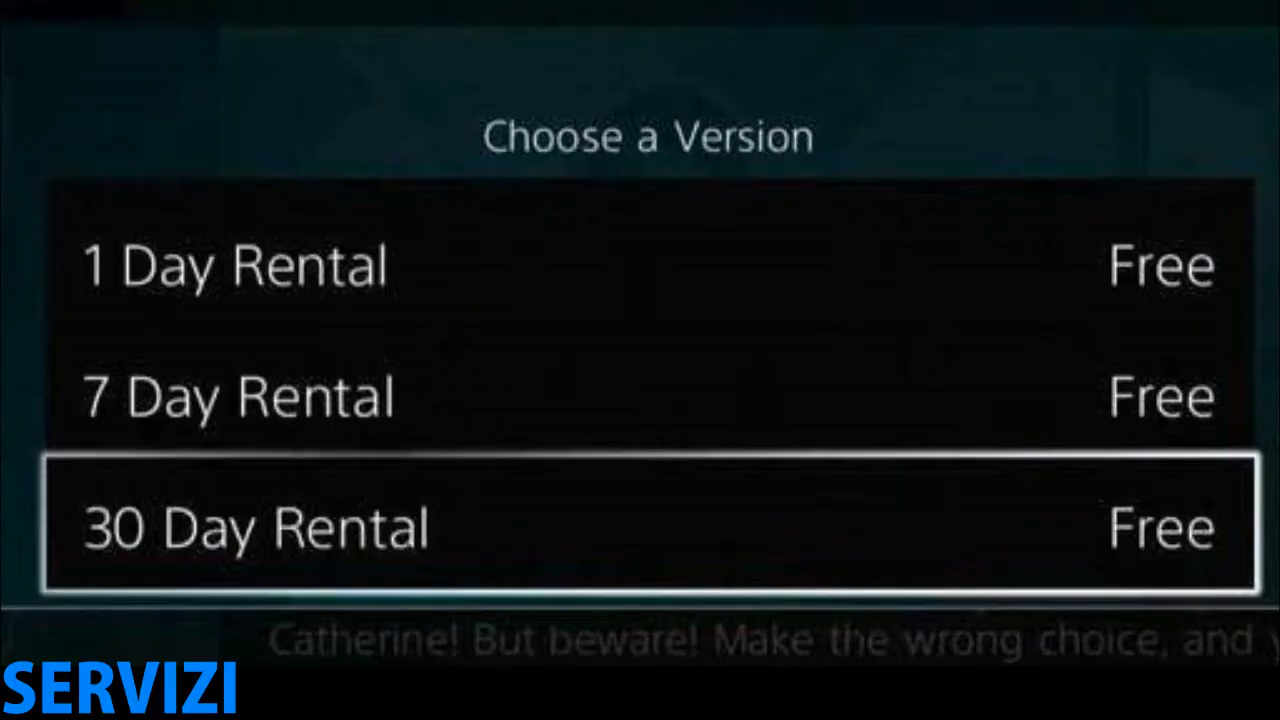 Choose a Version
1 Day Rental Free
7 Day Rental Free
30 Day Rental Free
Catherine! But beware! Make the wrong choice, and
SERVIZI